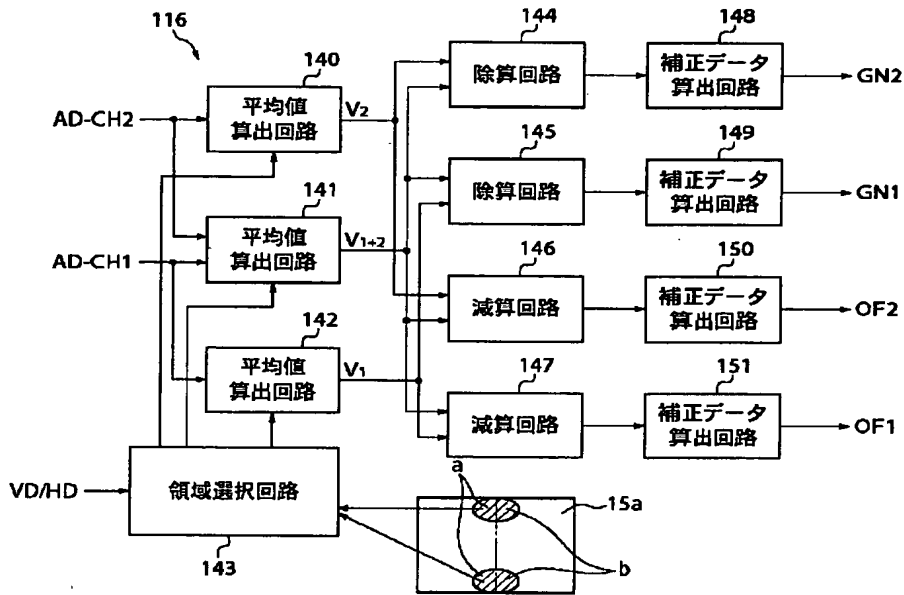 116
AD-CH2
AD-CH1
VD/HD
140
平均値
算出回路
V2
141
平均値
算出回路
V1+2
142
平均値
算出回路
V1
領域選択回路
143
144
除算回路
145
除算回路
146
減算回路
147
減算回路
148
補正データ
算出回路
GN2
149
補正データ
算出回路
GN1
150
補正データ
算出回路
OF2
151
補正データ
算出回路
OF1
a
15a
b